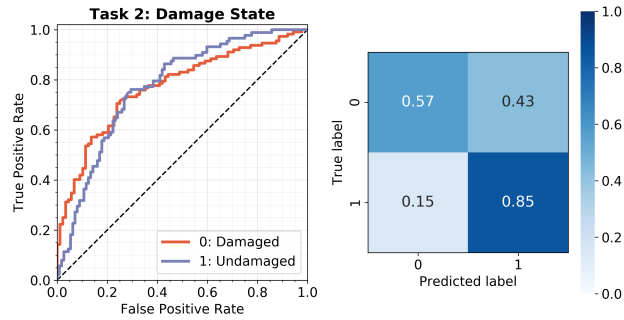 Task 2: Damage State
1.0
0.8
0.6
0.4
0.2
0.0
True Positive Rate
0.0 0.2 0.4 0.6 0.8 1.0
False Positive Rate
0: Damaged
1: Undamaged
True label
0
1
0.57 0.43
0.15 0.85
0 1
Predicted label
1.0
0.8
0.6
0.4
0.2
0.0